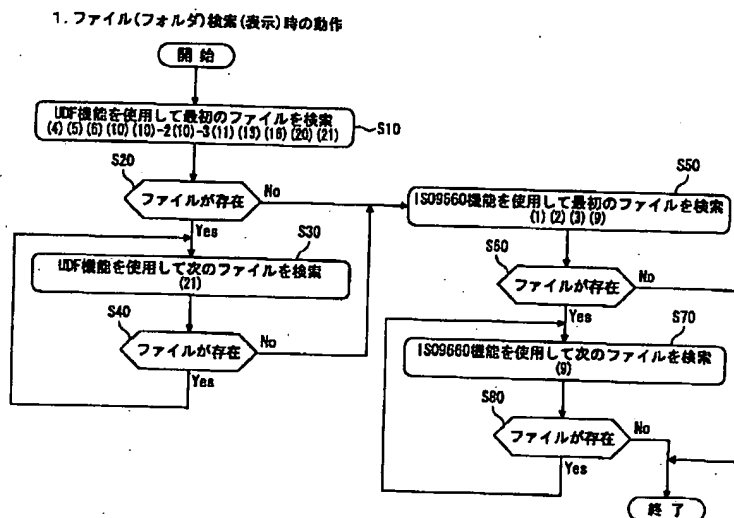 1. ファイル(フォルダ)検索(表示)時の動作
開 始
UDF機能を使用して最初のファイルを検索
(4) (5) (6) (10) (10)-2 (10)-3 (11) (13) (16) (20) (21)
S10
S20
ファイルが存在
No
Yes
S30
UDF機能を使用して次のファイルを検索
(21)
S40
ファイルが存在
No
Yes
S50
ISO9660機能を使用して最初のファイルを検索
(1) (2) (3) (9)
S60
ファイルが存在
No
Yes
S70
ISO9660機能を使用して次のファイルを検索
(9)
S80
ファイルが存在
No
Yes
終 了